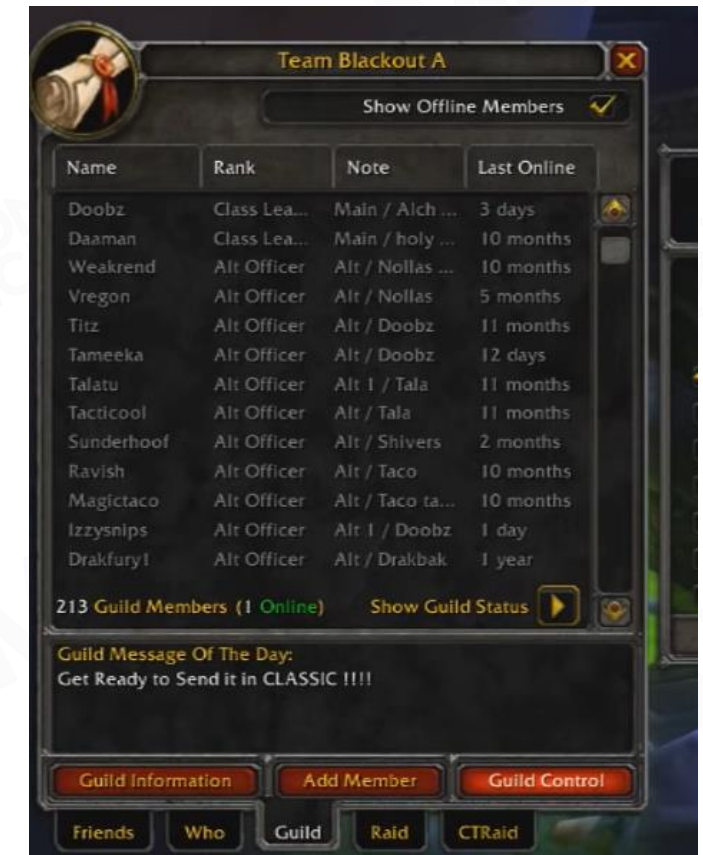 Team Blackout A
Show Offline Members
Name Rank Note Last Online
Doobz Class Lea... Main / Alch ... 3 days
Daaman Class Lea... Main / holy ... 10 months
Weakrend Alt Officer Alt / Nollas ... 10 months
Vregon Alt Officer Alt / Nollas 5 months
Titz Alt Officer Alt / Doobz 11 months
Tameeka Alt Officer Alt / Doobz 12 days
Talatu Alt Officer Alt 1 / Tala 11 months
Tacticool Alt Officer Alt / Tala 11 months
Sunderhoof Alt Officer Alt / Shivers 2 months
Ravish Alt Officer Alt / Taco 10 months
Magictaco Alt Officer Alt / Taco ta... 10 months
Izzysnips Alt Officer Alt 1 / Doobz 1 day
Drakfury1 Alt Officer Alt / Drakbak 1 year
213 Guild Members (1 Online) Show Guild Status
Guild Message Of The Day:
Get Ready to Send it in CLASSIC !!!!
Guild Information Add Member Guild Control
Friends Who Guild Raid CTRaid